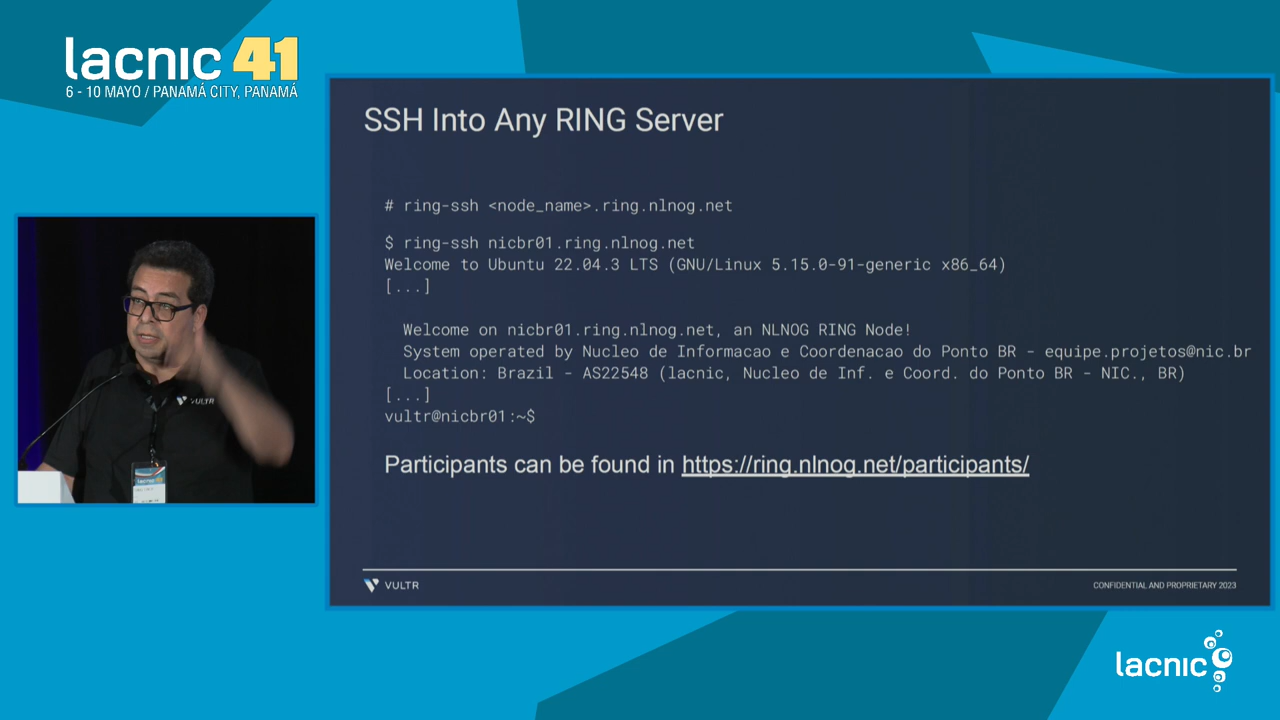 lacnic 41
6 - 10 MAYO / PANAMÁ CITY, PANAMÁ
SSH Into Any RING Server
# ring-ssh <node_name>.ring.nlnog.net
$ ring-ssh nicbr01.ring.nlnog.net
Welcome to Ubuntu 22.04.3 LTS (GNU/Linux 5.15.0-91-generic x86_64)
[...]
Welcome on nicbr01.ring.nlnog.net, an NLNOG RING Node!
System operated by Nucleo de Informacao e Coordenacao do Ponto BR - equipe.projetos@nic.br
Location: Brazil - AS22548 (lacnic, Nucleo de Inf. e Coord. do Ponto BR - NIC., BR)
[...]
vultr@nicbr01:~$
Participants can be found in https://ring.nlnog.net/participants/
VULTR
CONFIDENTIAL AND PROPRIETARY 2023
VULTR
lacnic
lacnic